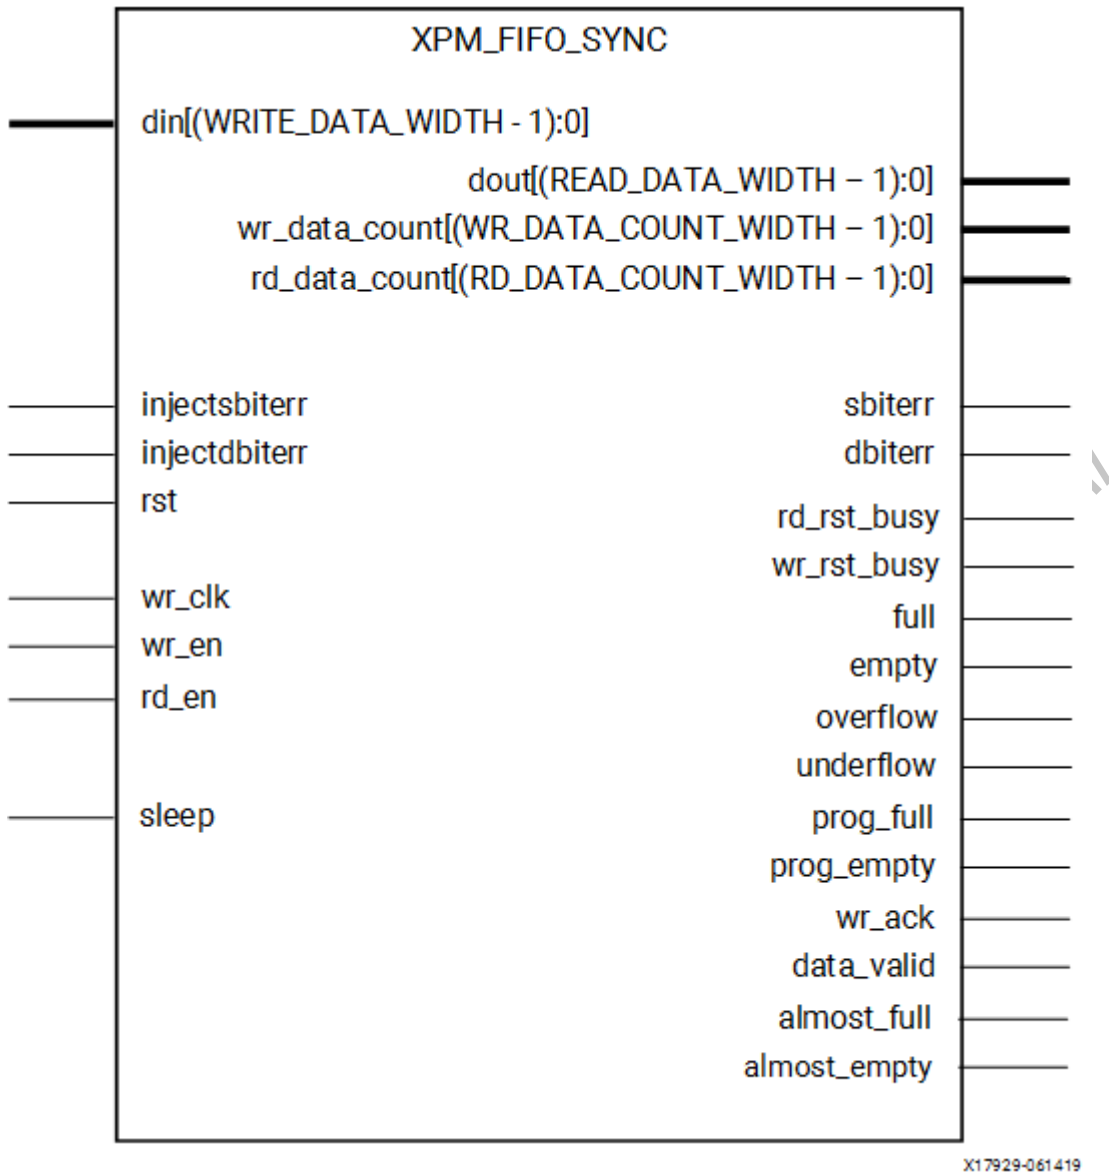 XPM_FIFO_SYNC
din[(WRITE_DATA_WIDTH - 1):0]
dout[(READ_DATA_WIDTH – 1):0]
wr_data_count[(WR_DATA_COUNT_WIDTH – 1):0]
rd_data_count[(RD_DATA_COUNT_WIDTH – 1):0]
injectsbiterr
sbiterr
injectdbiterr
dbiterr
rst
rd_rst_busy
wr_rst_busy
wr_clk
full
wr_en
empty
rd_en
overflow
underflow
sleep
prog_full
prog_empty
wr_ack
data_valid
almost_full
almost_empty
X17929-061419